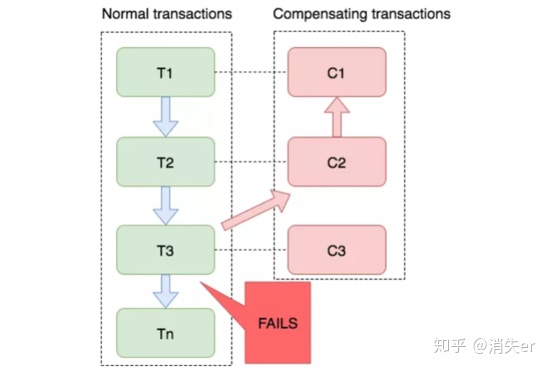 Normal transactions
Compensating transactions
T1
C1
T2
C2
T3
C3
FAILS
Tn
知乎 @消失er